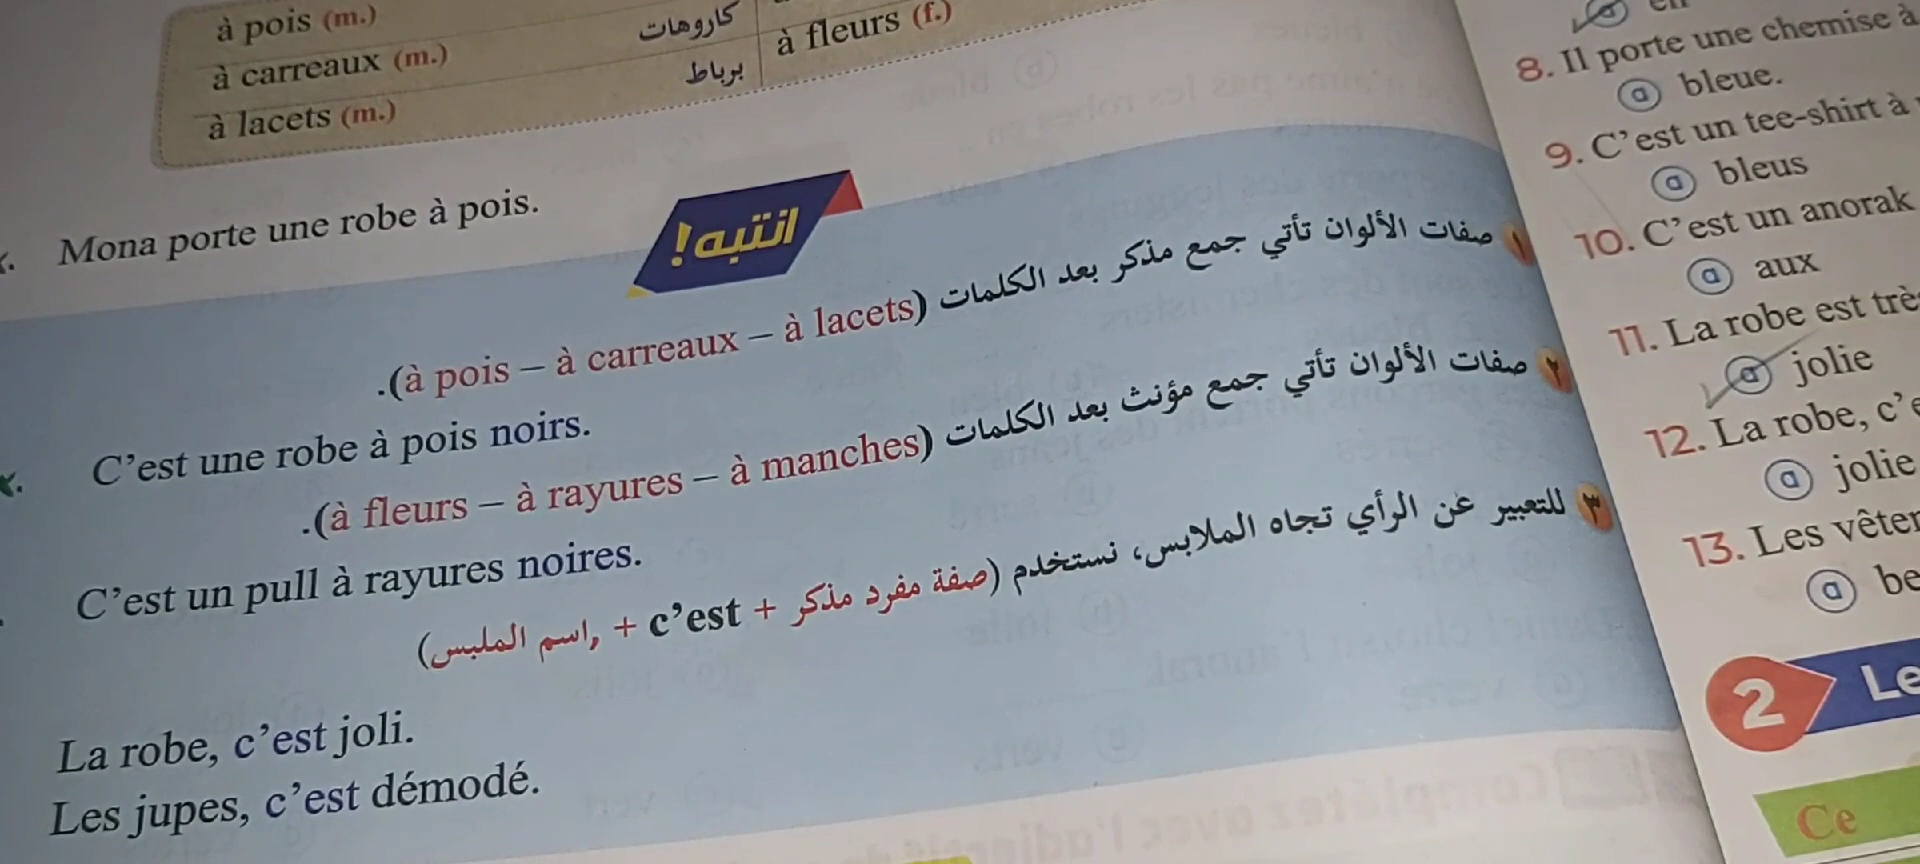 à pois (m.)
à carreaux (m.) كاروهات
à lacets (m.) برباط
à fleurs (f.)
Mona porte une robe à pois.
انتبه!
١ صفات الألوان تأتي جمع مذكر بعد الكلمات (à pois – à carreaux – à lacets).
C'est une robe à pois noirs.
٢ صفات الألوان تأتي جمع مؤنث بعد الكلمات (à fleurs – à rayures – à manches).
C'est un pull à rayures noires.
٣ للتعبير عن الرأي تجاه الملابس، نستخدم (صفة مفرد مذكر + c'est + ,اسم الملبس)
La robe, c'est joli.
Les jupes, c'est démodé.
8. Il porte une chemise à
a bleue.
9. C'est un tee-shirt à
a bleus
10. C'est un anorak
a aux
11. La robe est
a jolie
12. La robe,
a jolie
13. Les
a
2
Ce